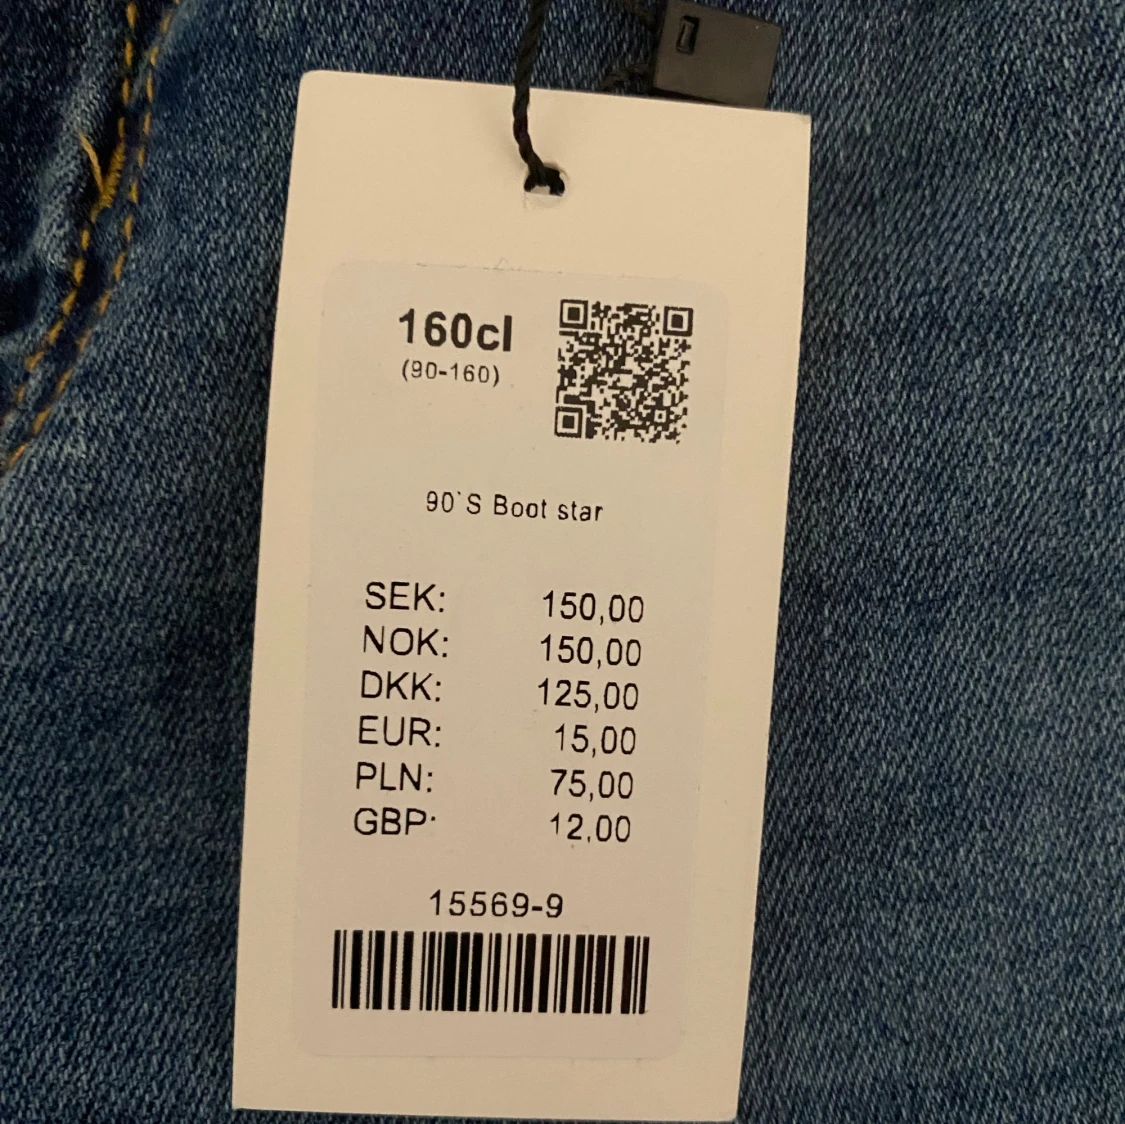 160cl
(90-160)
90`S Boot star
SEK: 150,00
NOK: 150,00
DKK: 125,00
EUR: 15,00
PLN: 75,00
GBP: 12,00
15569-9